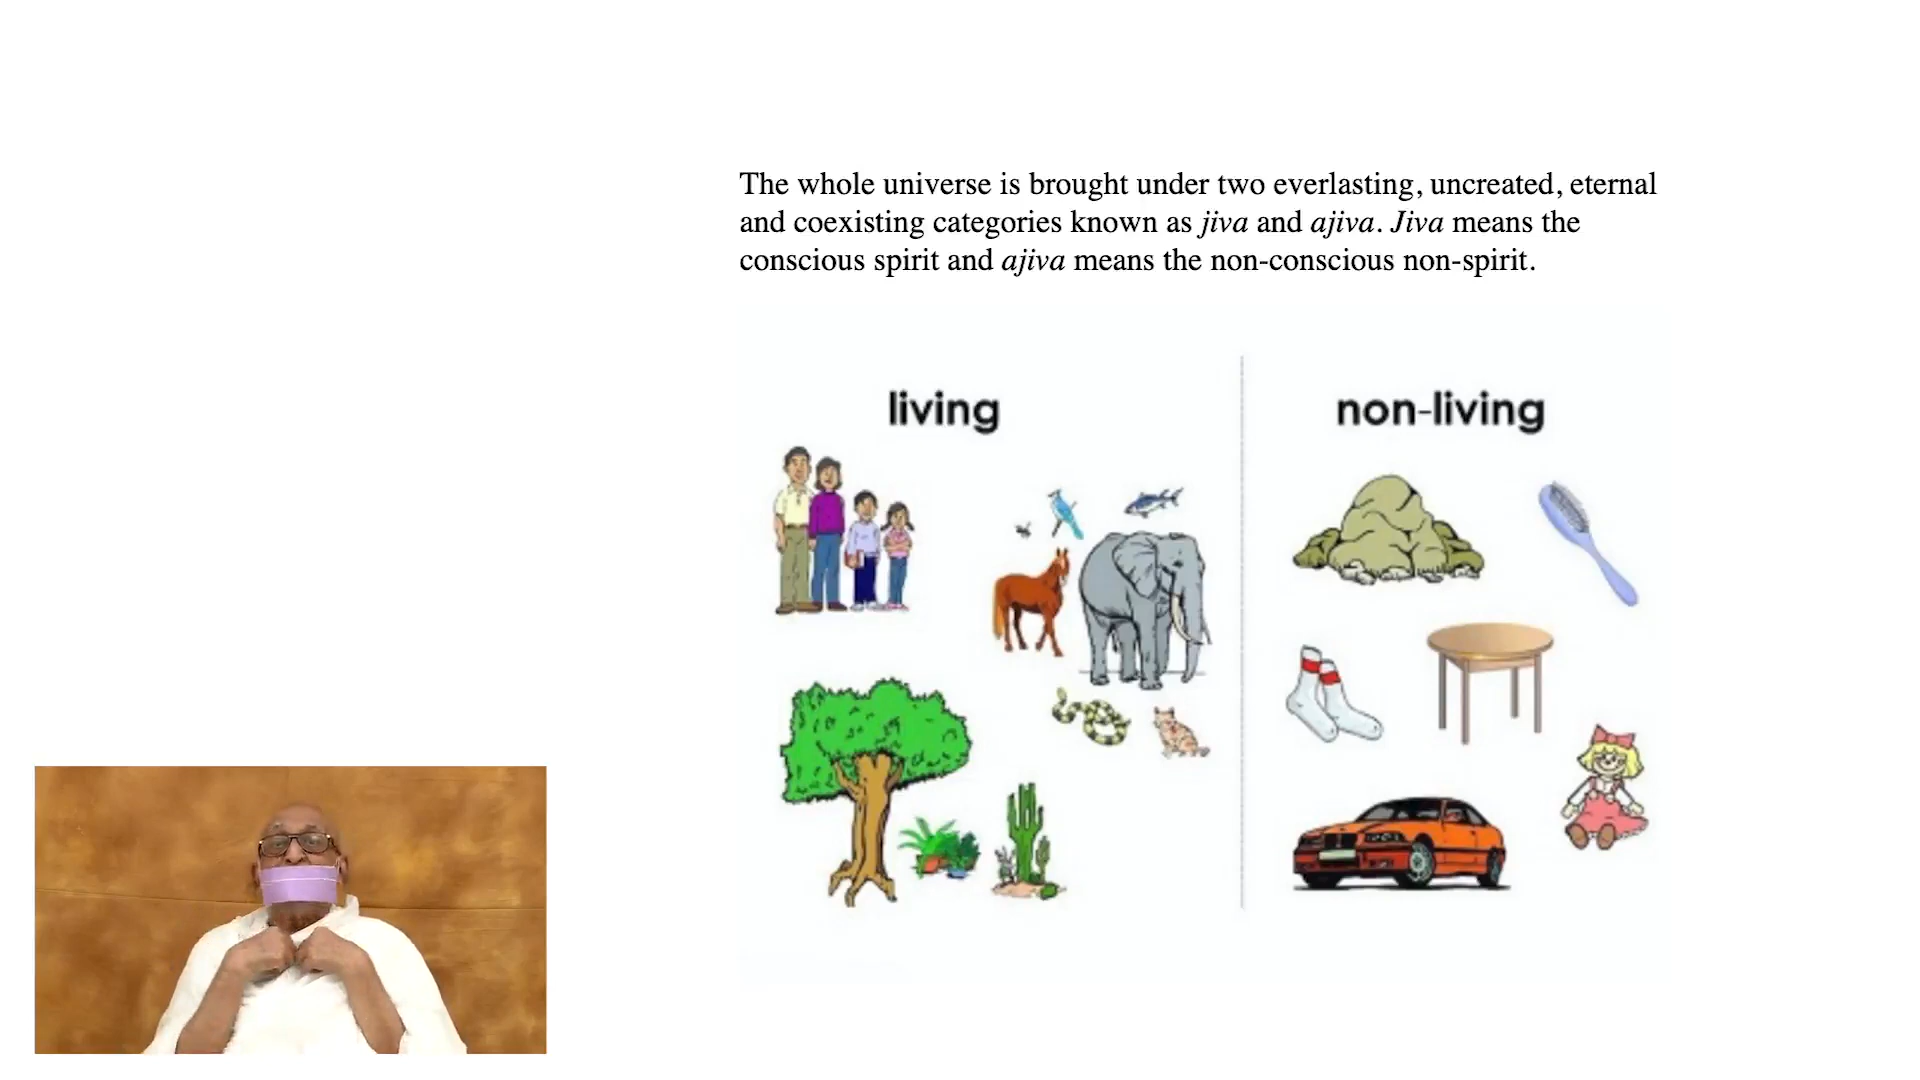 The whole universe is brought under two everlasting, uncreated, eternal
and coexisting categories known as jiva and ajiva. Jiva means the
conscious spirit and ajiva means the non-conscious non-spirit.
living
non-living